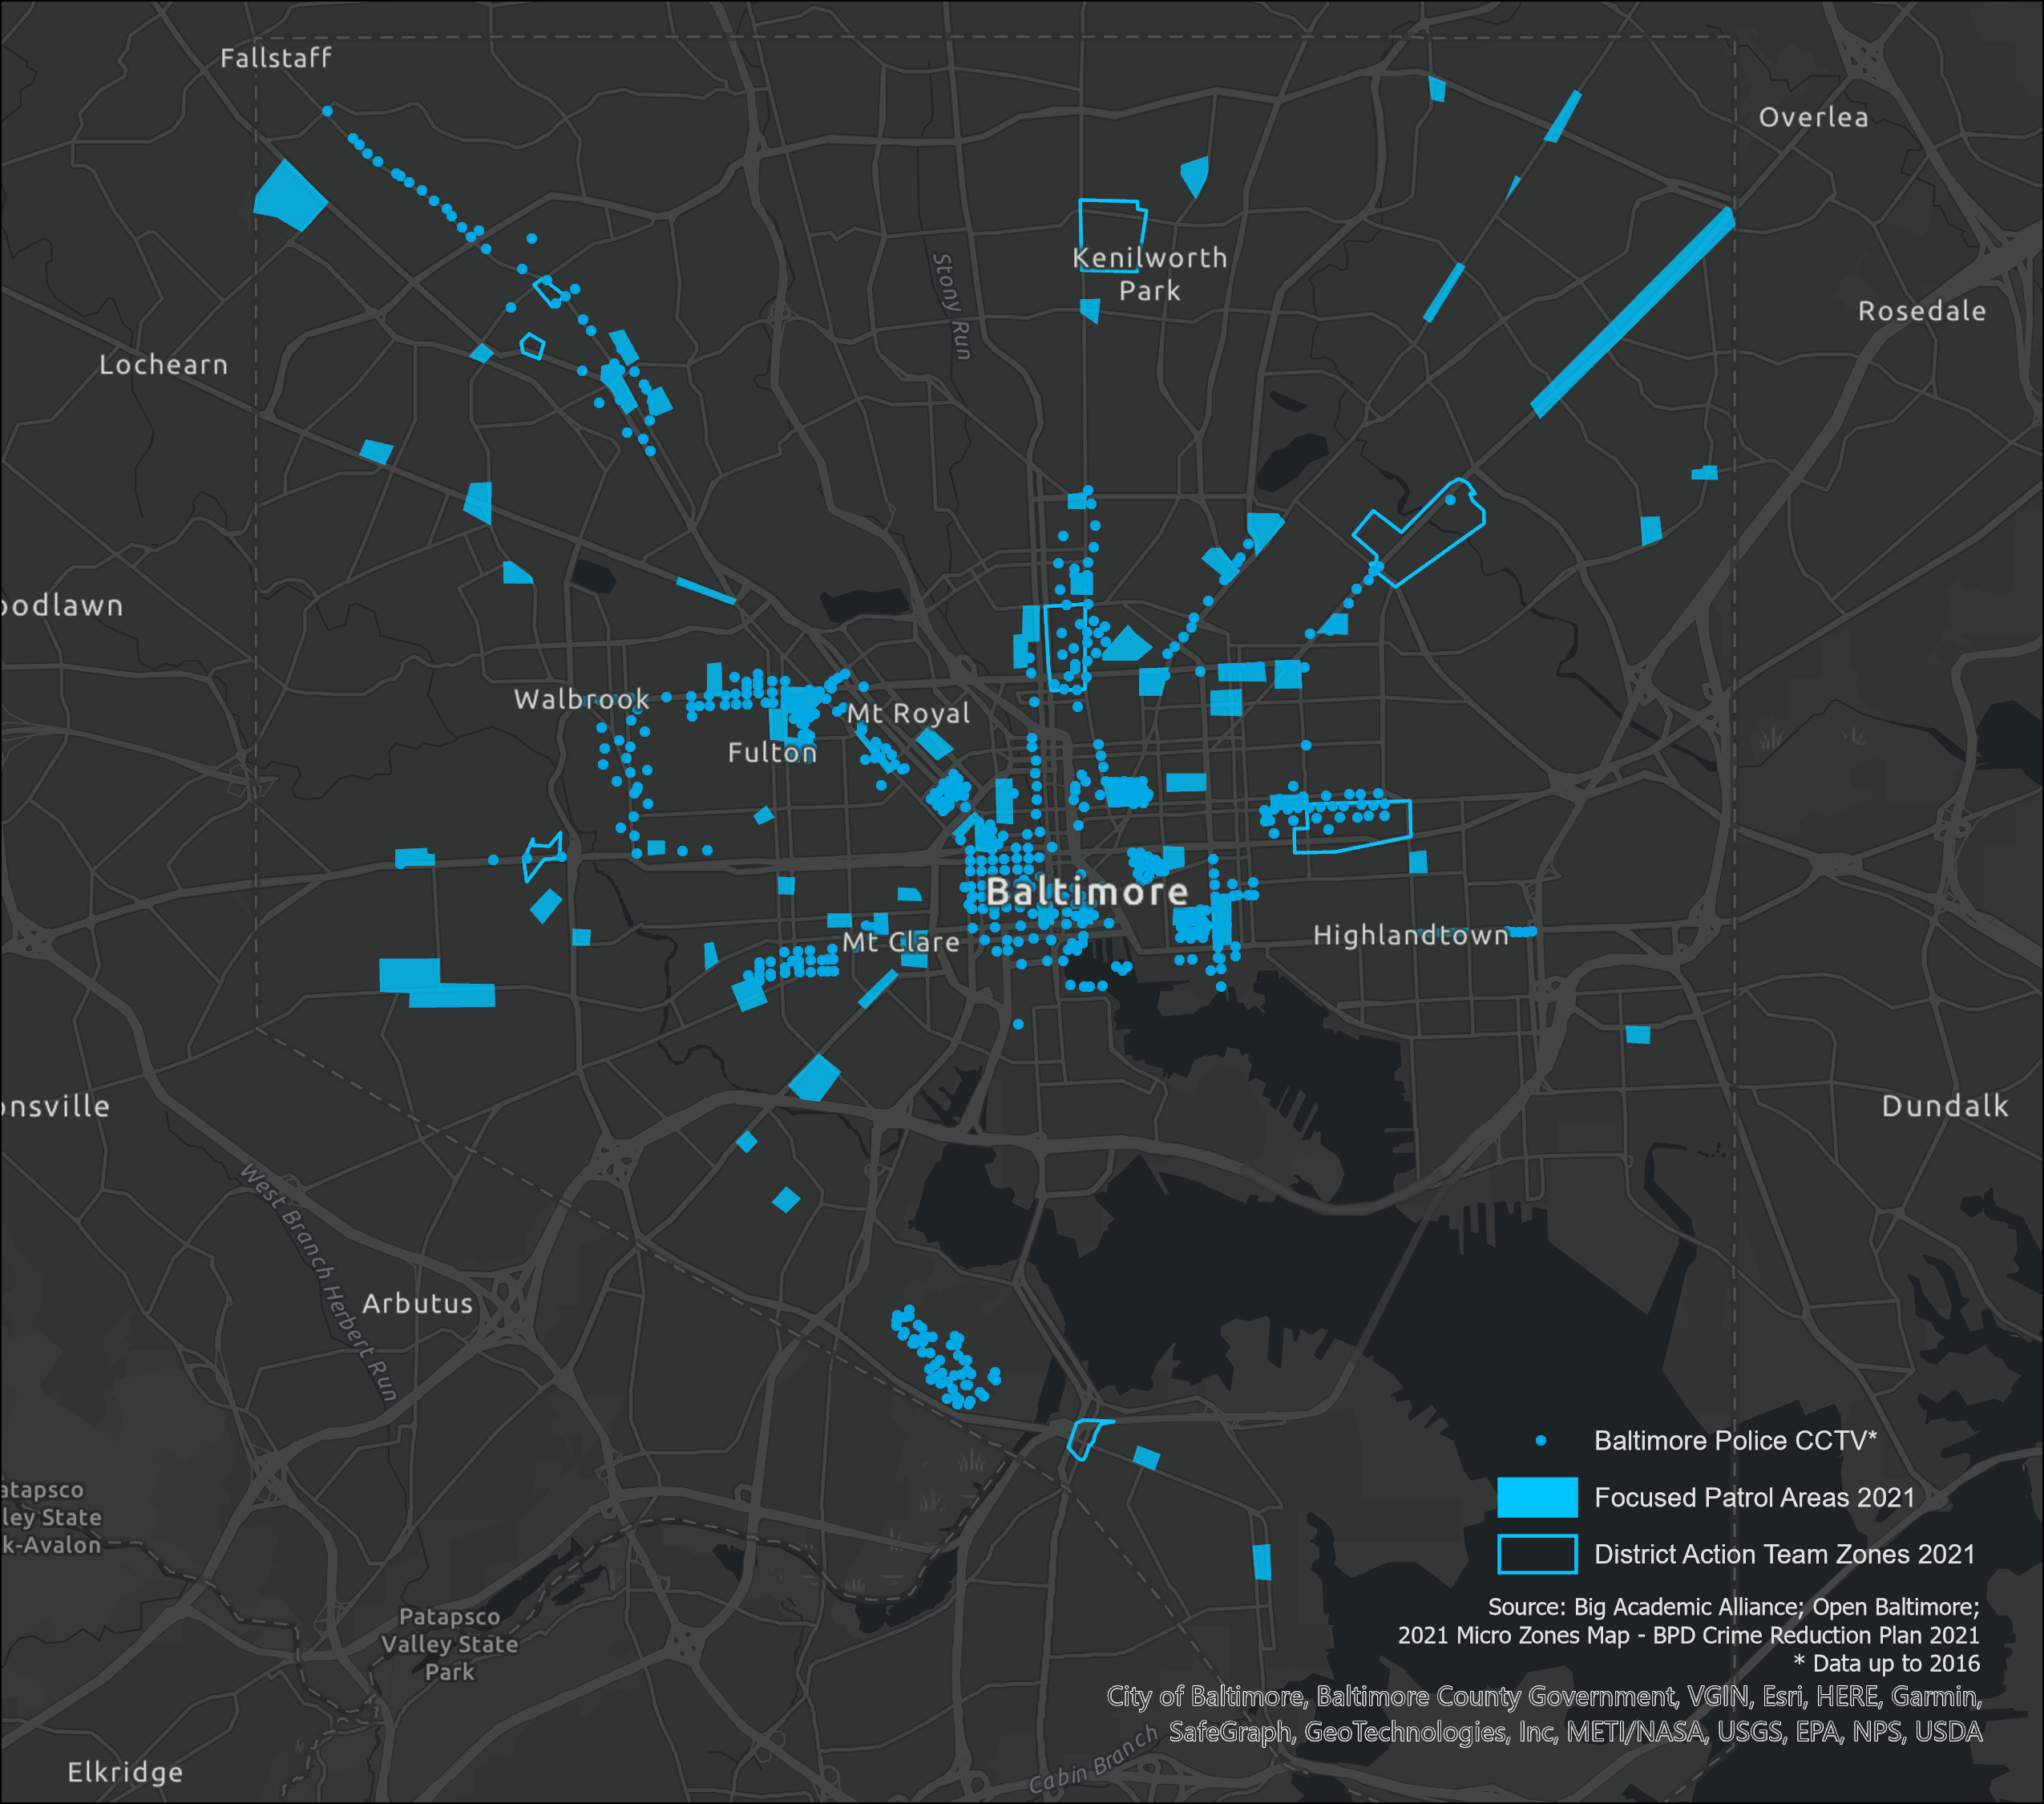 Fallstaff
Overlea
Kenilworth
Park
Stony Run
Rosedale
Lochearn
oodlawn
Walbrook
Mt Royal
Fulton
Baltimore
Highlandtown
Mt Clare
onsville
Dundalk
West Branch Herbert Run
Arbutus
Baltimore Police CCTV*
Focused Patrol Areas 2021
District Action Team Zones 2021
atapsco
ley State
k-Avalon
Source: Big Academic Alliance; Open Baltimore;
2021 Micro Zones Map - BPD Crime Reduction Plan 2021
* Data up to 2016
Patapsco
Valley State
Park
City of Baltimore, Baltimore County Government, VGIN, Esri, HERE, Garmin,
SafeGraph, GeoTechnologies, Inc, METI/NASA, USGS, EPA, NPS, USDA
Cabin Branch
Elkridge